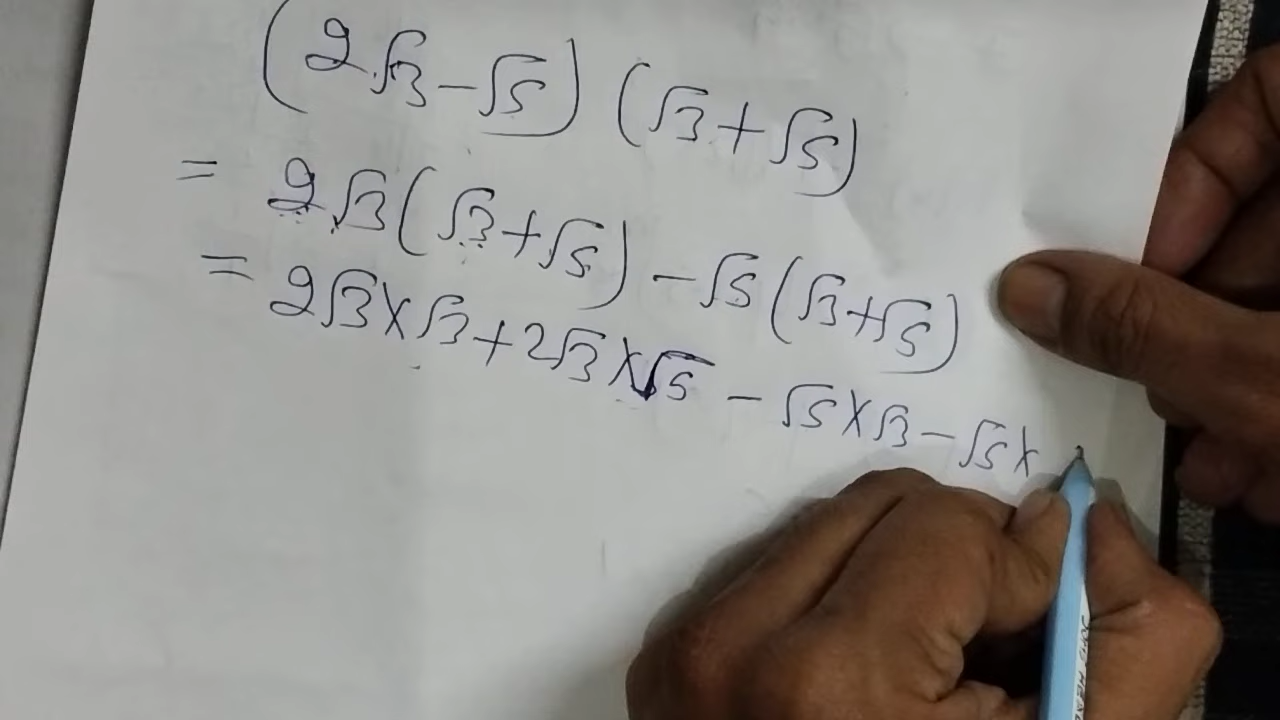 (2√3 - √5) (√3 + √5)
= 2√3(√3 + √5) - √5(√3 + √5)
= 2√3 × √3 + 2√3 × √5 - √5 × √3 - √5 ×